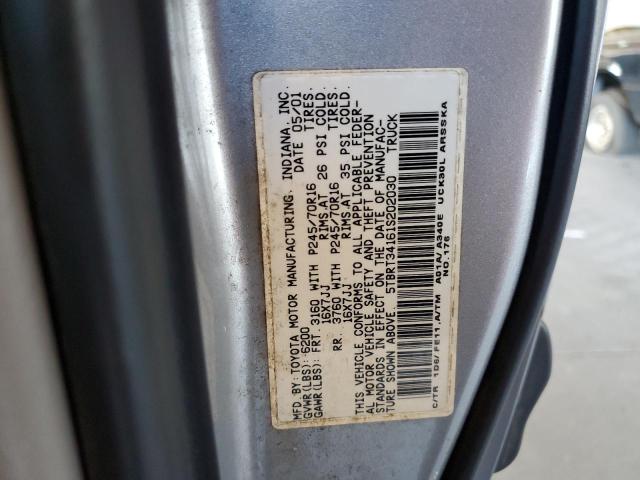 MFD. BY: TOYOTA MOTOR MANUFACTURING, INDIANA, INC.
GVWR(LBS): 6200 DATE 05/01
GAWR(LBS): FRT. 3160 WITH P245/70R16 TIRES,
16X7JJ RIMS,AT 26 PSI COLD.
RR. 3760 WITH P245/70R16 TIRES,
16X7JJ RIMS,AT 35 PSI COLD.
THIS VEHICLE CONFORMS TO ALL APPLICABLE FEDER-
AL MOTOR VEHICLE SAFETY AND THEFT PREVENTION
STANDARDS IN EFFECT ON THE DATE OF MANUFAC-
TURE SHOWN ABOVE. 5TBRT34161S202030 TRUCK
C/TR 1D6/FE11,A/TM A01A/A340E UCK30L ARSSKA
NO.176